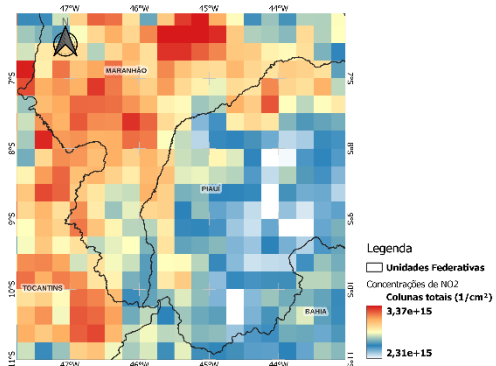 47°W 46°W 45°W 44°W
N
MARANHÃO
7°S 7°S
8°S 8°S
PIAUÍ
9°S 9°S
Legenda
Unidades Federativas
Concentrações de NO2
TOCANTINS
10°S 10°S
Colunas totais (1/cm²)
3,37e+15
BAHIA
2,31e+15
11°S 11°S
47°W 46°W 45°W 44°W